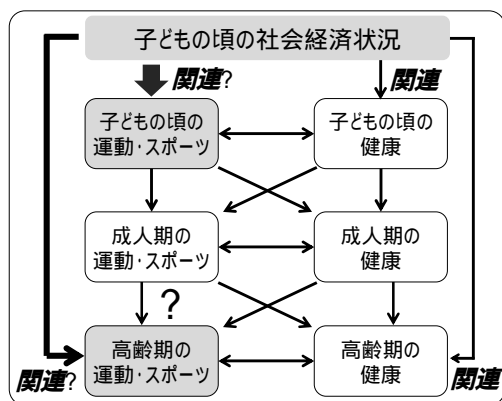 子どもの頃の社会経済状況
関連?
関連
子どもの頃の
運動・スポーツ
子どもの頃の
健康
成人期の
運動・スポーツ
成人期の
健康
?
高齢期の
運動・スポーツ
高齢期の
健康
関連?
関連